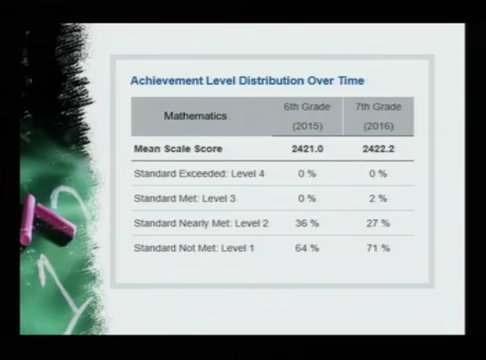 Achievement Level Distribution Over Time
Mathematics 6th Grade (2015) 7th Grade (2016)
Mean Scale Score 2421.0 2422.2
Standard Exceeded: Level 4 0 % 0 %
Standard Met: Level 3 0 % 2 %
Standard Nearly Met: Level 2 36 % 27 %
Standard Not Met: Level 1 64 % 71 %